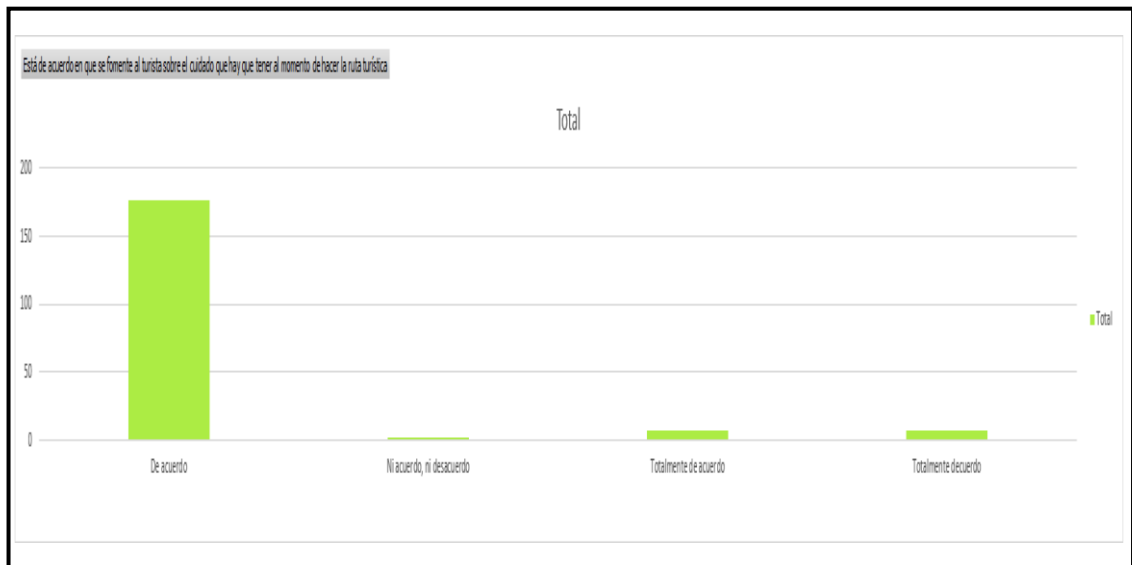 Está de acuerdo en que se fomente al turista sobre el cuidado que hay que tener al momento de hacer la ruta turística
Total
200
150
100
50
0
Total
De acuerdo
Ni acuerdo, ni desacuerdo
Totalmente de acuerdo
Totalmente decuerdo